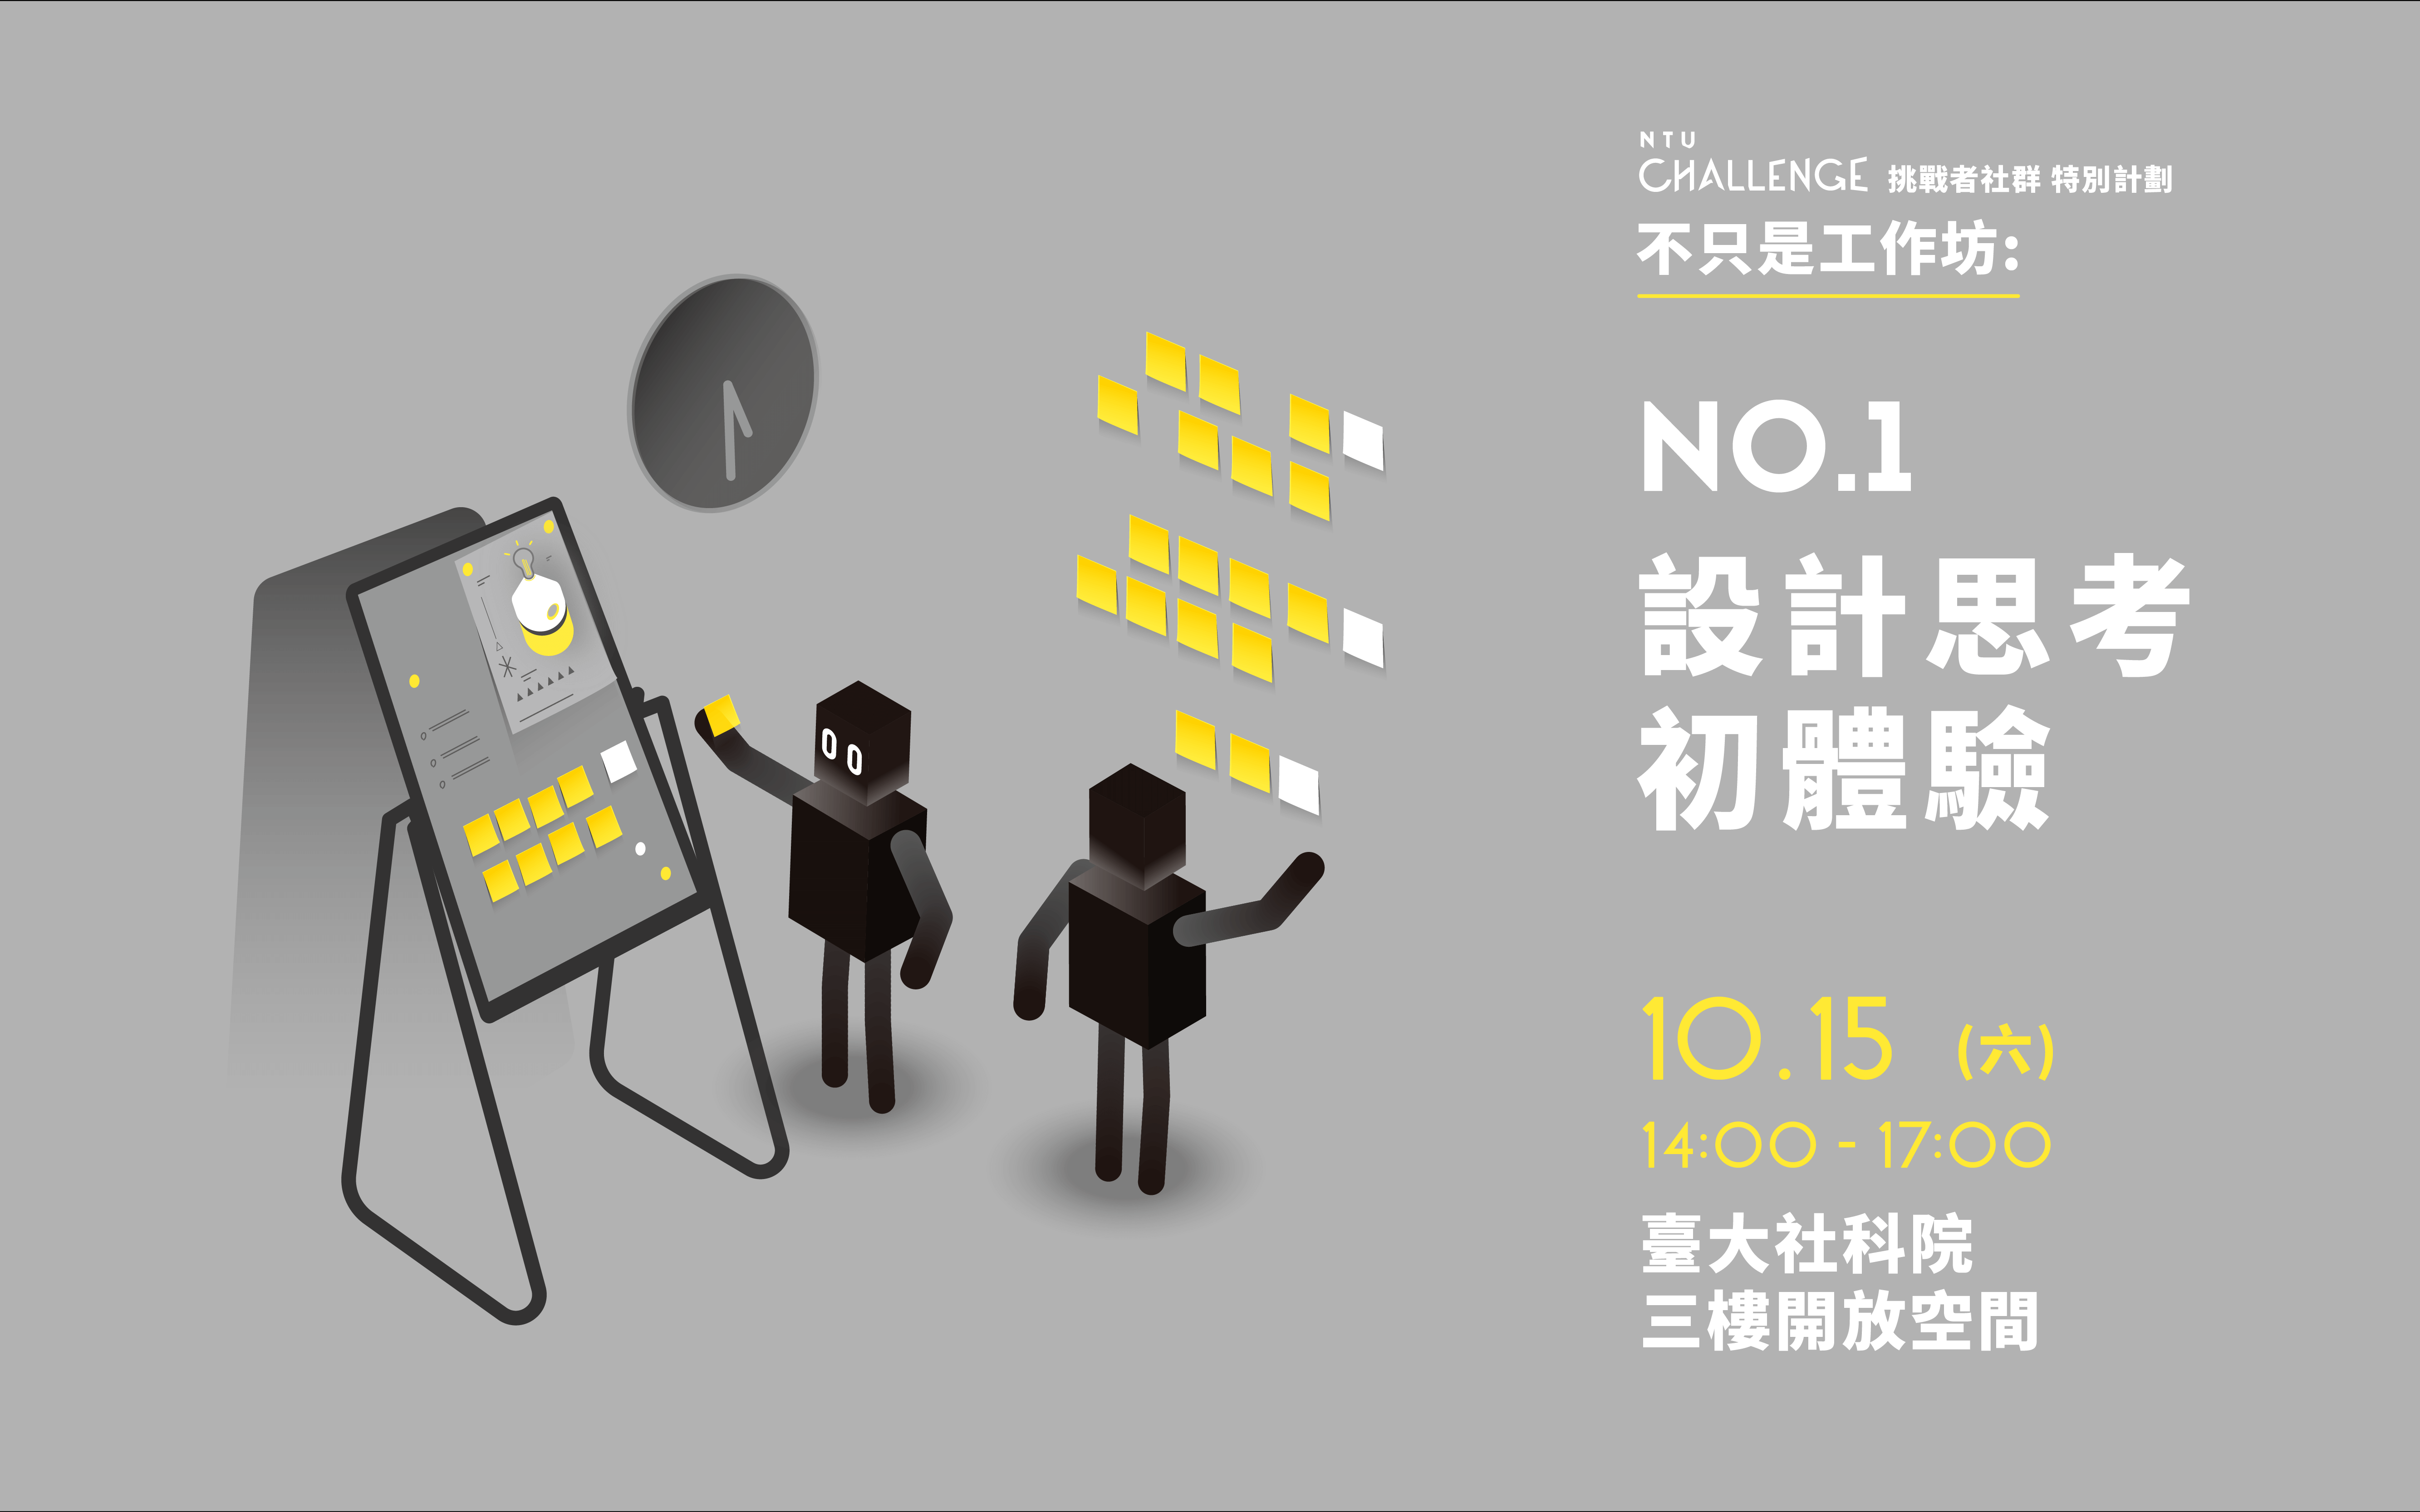 NTU
CHALLENGE 挑戰者社群 特別計劃
不只是工作坊:
NO.1
設計思考
初體驗
10.15 (六)
14:00 - 17:00
臺大社科院
三樓開放空間